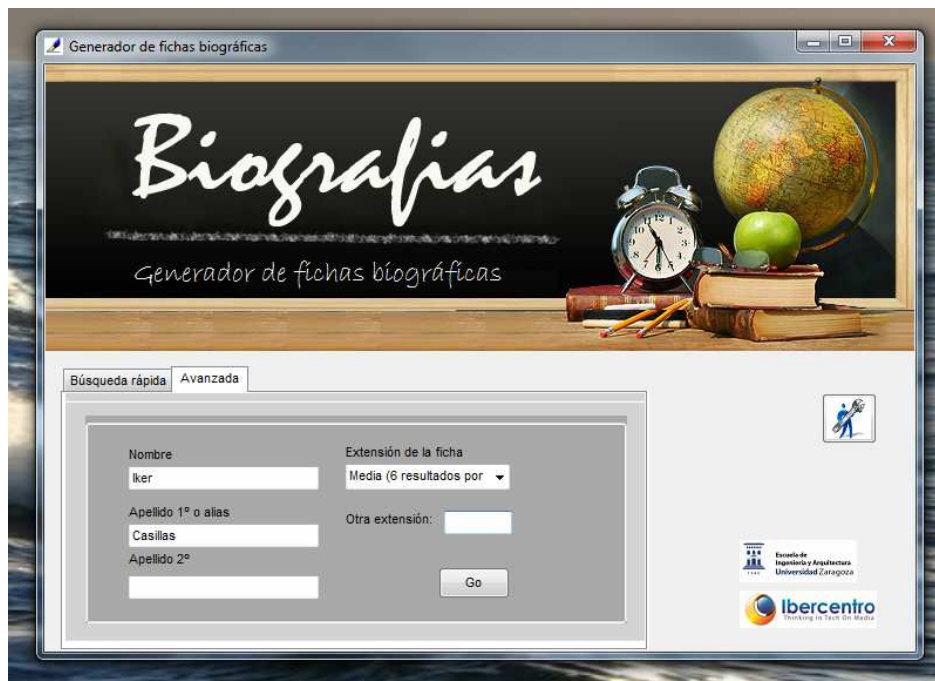 Generador de fichas biográficas
Biografias
Generador de fichas biográficas
Búsqueda rápida
Avanzada
Nombre
Iker
Apellido 1º o alias
Casillas
Apellido 2º
Extensión de la ficha
Media (6 resultados por
Otra extensión:
Go
Escuela de
Ingeniería y Arquitectura
Universidad Zaragoza
Ibercentro
Thinking in Tech On Media